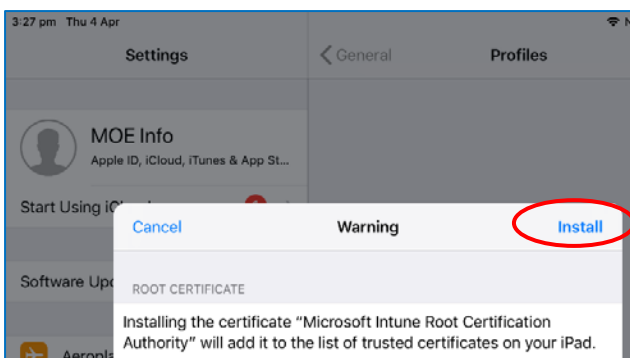 3:27 pm Thu 4 Apr
Settings
General
Profiles
MOE Info
Apple ID, iCloud, iTunes & App St...
Start Using
Cancel
Warning
Install
Software
ROOT CERTIFICATE
Installing the certificate “Microsoft Intune Root Certification
Authority” will add it to the list of trusted certificates on your iPad.